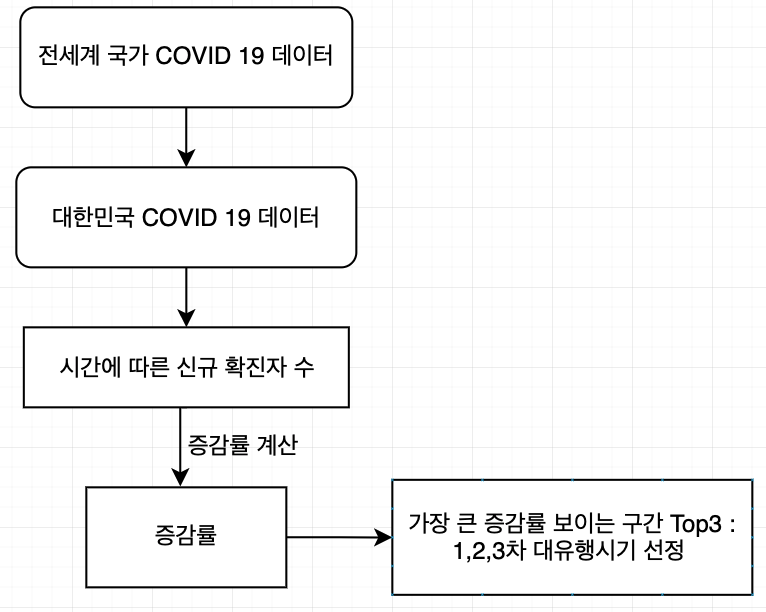 전세계 국가 COVID 19 데이터
대한민국 COVID 19 데이터
시간에 따른 신규 확진자 수
증감률 계산
증감률
가장 큰 증감률 보이는 구간 Top3 :
1,2,3차 대유행시기 선정